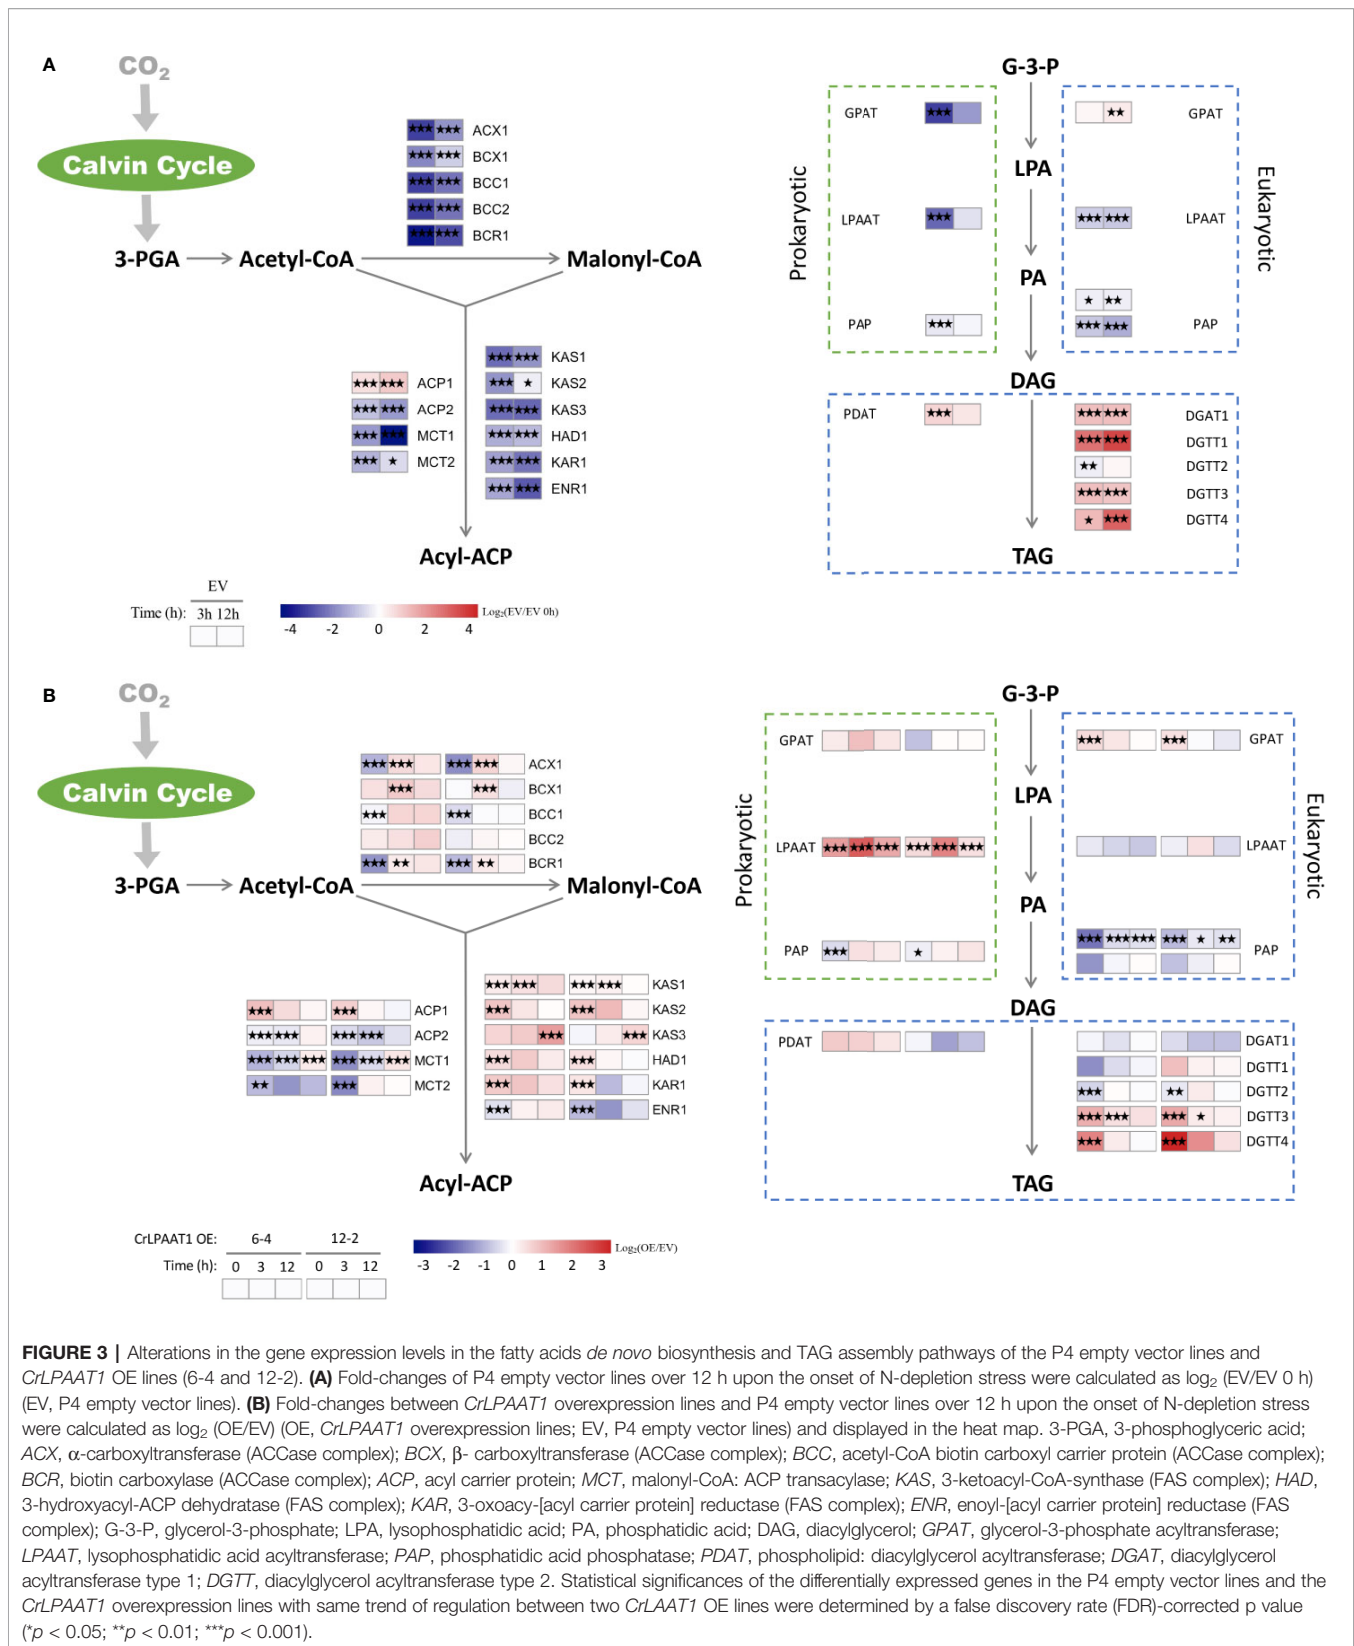 A
CO2
Calvin Cycle
3-PGA
Acetyl-CoA
Malonyl-CoA
★★★ ★★★ ACX1
★★★ ★★★ BCX1
★★★ ★★★ BCC1
★★★ ★★★ BCC2
★★★ ★★★ BCR1
★★★ ★★★ ACP1
★★★ ★★★ ACP2
★★★ ★★★ MCT1
★★★ ★ MCT2
★★★ ★★★ KAS1
★★★ ★ KAS2
★★★ ★★★ KAS3
★★★ ★★★ HAD1
★★★ ★★★ KAR1
★★★ ★★★ ENR1
Acyl-ACP
EV
Time (h): 3h 12h
-4 -2 0 2 4
Log2(EV/EV 0h)
G-3-P
Prokaryotic
Eukaryotic
GPAT ★★★ ★★ GPAT
LPA
LPAAT ★★★ ★★★ ★★★ LPAAT
PA
★ ★★
PAP ★★★ ★★★ ★★★ PAP
DAG
PDAT ★★★ ★★★ ★★★ DGAT1
★★★ ★★★ DGTT1
★★ DGTT2
★★★ ★★★ DGTT3
★ ★★★ DGTT4
TAG
B
CO2
Calvin Cycle
3-PGA
Acetyl-CoA
Malonyl-CoA
★★★ ★★★ ★★★ ★★★ ACX1
★★★ ★★★ BCX1
★★★ ★★★ BCC1
BCC2
★★★ ★★ ★★★ ★★ BCR1
★★★ ★★★ ACP1
★★★ ★★★ ★★★ ★★★ ACP2
★★★ ★★★ ★★★ ★★★ ★★★ ★★★ MCT1
★★ ★★★ MCT2
★★★ ★★★ ★★★ ★★★ KAS1
★★★ ★★★ KAS2
★★★ ★★★ KAS3
★★★ ★★★ HAD1
★★★ ★★★ KAR1
★★★ ★★★ ENR1
Acyl-ACP
CrLPAAT1 OE: 6-4 12-2
Time (h): 0 3 12 0 3 12
-3 -2 -1 0 1 2 3
Log2(OE/EV)
G-3-P
Prokaryotic
Eukaryotic
GPAT ★★★ ★★★ GPAT
LPA
LPAAT ★★★ ★★★ ★★★ ★★★ ★★★ ★★★ LPAAT
PA
PAP ★★★ ★ ★★★ ★★★ ★★★ ★★★ ★ ★★ PAP
DAG
PDAT DGAT1
DGTT1
★★★ ★★ DGTT2
★★★ ★★★ ★★★ ★ DGTT3
★★★ ★★★ DGTT4
TAG
FIGURE 3 | Alterations in the gene expression levels in the fatty acids de novo biosynthesis and TAG assembly pathways of the P4 empty vector lines and
CrLPAAT1 OE lines (6-4 and 12-2). (A) Fold-changes of P4 empty vector lines over 12 h upon the onset of N-depletion stress were calculated as log2 (EV/EV 0 h)
(EV, P4 empty vector lines). (B) Fold-changes between CrLPAAT1 overexpression lines and P4 empty vector lines over 12 h upon the onset of N-depletion stress
were calculated as log2 (OE/EV) (OE, CrLPAAT1 overexpression lines; EV, P4 empty vector lines) and displayed in the heat map. 3-PGA, 3-phosphoglyceric acid;
ACX, α-carboxyltransferase (ACCase complex); BCX, β- carboxyltransferase (ACCase complex); BCC, acetyl-CoA biotin carboxyl carrier protein (ACCase complex);
BCR, biotin carboxylase (ACCase complex); ACP, acyl carrier protein; MCT, malonyl-CoA: ACP transacylase; KAS, 3-ketoacyl-CoA-synthase (FAS complex); HAD,
3-hydroxyacyl-ACP dehydratase (FAS complex); KAR, 3-oxoacy-[acyl carrier protein] reductase (FAS complex); ENR, enoyl-[acyl carrier protein] reductase (FAS
complex); G-3-P, glycerol-3-phosphate; LPA, lysophosphatidic acid; PA, phosphatidic acid; DAG, diacylglycerol; GPAT, glycerol-3-phosphate acyltransferase;
LPAAT, lysophosphatidic acid acyltransferase; PAP, phosphatidic acid phosphatase; PDAT, phospholipid: diacylglycerol acyltransferase; DGAT, diacylglycerol
acyltransferase type 1; DGTT, diacylglycerol acyltransferase type 2. Statistical significances of the differentially expressed genes in the P4 empty vector lines and the
CrLPAAT1 overexpression lines with same trend of regulation between two CrLAAT1 OE lines were determined by a false discovery rate (FDR)-corrected p value
(*p < 0.05; **p < 0.01; ***p < 0.001).